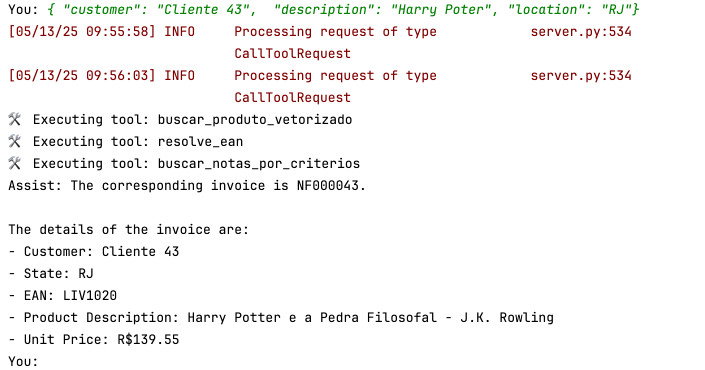 You: { "customer": "Cliente 43",  "description": "Harry Poter", "location": "RJ"}
[05/13/25 09:55:58] INFO     Processing request of type            server.py:534
                             CallToolRequest
[05/13/25 09:56:03] INFO     Processing request of type            server.py:534
                             CallToolRequest
🛠 Executing tool: buscar_produto_vetorizado
🛠 Executing tool: resolve_ean
🛠 Executing tool: buscar_notas_por_criterios
Assist: The corresponding invoice is NF000043.
The details of the invoice are:
- Customer: Cliente 43
- State: RJ
- EAN: LIV1020
- Product Description: Harry Potter e a Pedra Filosofal - J.K. Rowling
- Unit Price: R$139.55
You: